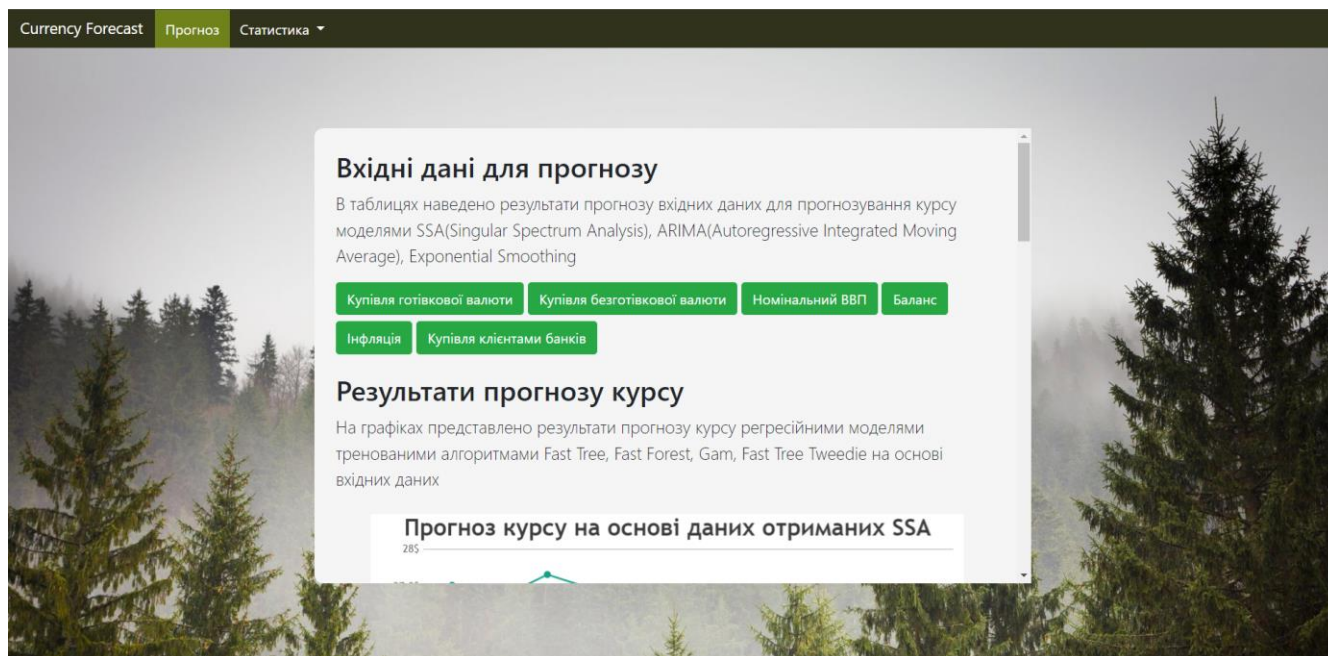 Currency Forecast Прогноз Статистика
Вхідні дані для прогнозу
В таблицях наведено результати прогнозу вхідних даних для прогнозування курсу
моделями SSA(Singular Spectrum Analysis), ARIMA(Autoregressive Integrated Moving
Average), Exponential Smoothing
Купівля готівкової валюти Купівля безготівкової валюти Номінальний ВВП Баланс
Інфляція Купівля клієнтами банків
Результати прогнозу курсу
На графіках представлено результати прогнозу курсу регресійними моделями
тренованими алгоритмами Fast Tree, Fast Forest, Gam, Fast Tree Tweedie на основі
вхідних даних
Прогноз курсу на основі даних отриманих SSA
28$